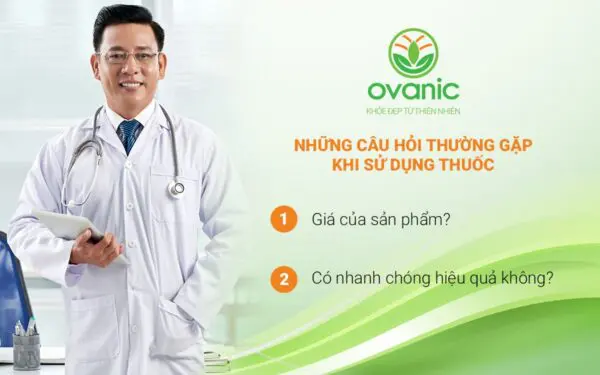 ovanic
KHỎE ĐẸP TỪ THIÊN NHIÊN
NHỮNG CÂU HỎI THƯỜNG GẶP
KHI SỬ DỤNG THUỐC
1 Giá của sản phẩm?
2 Có nhanh chóng hiệu quả không?